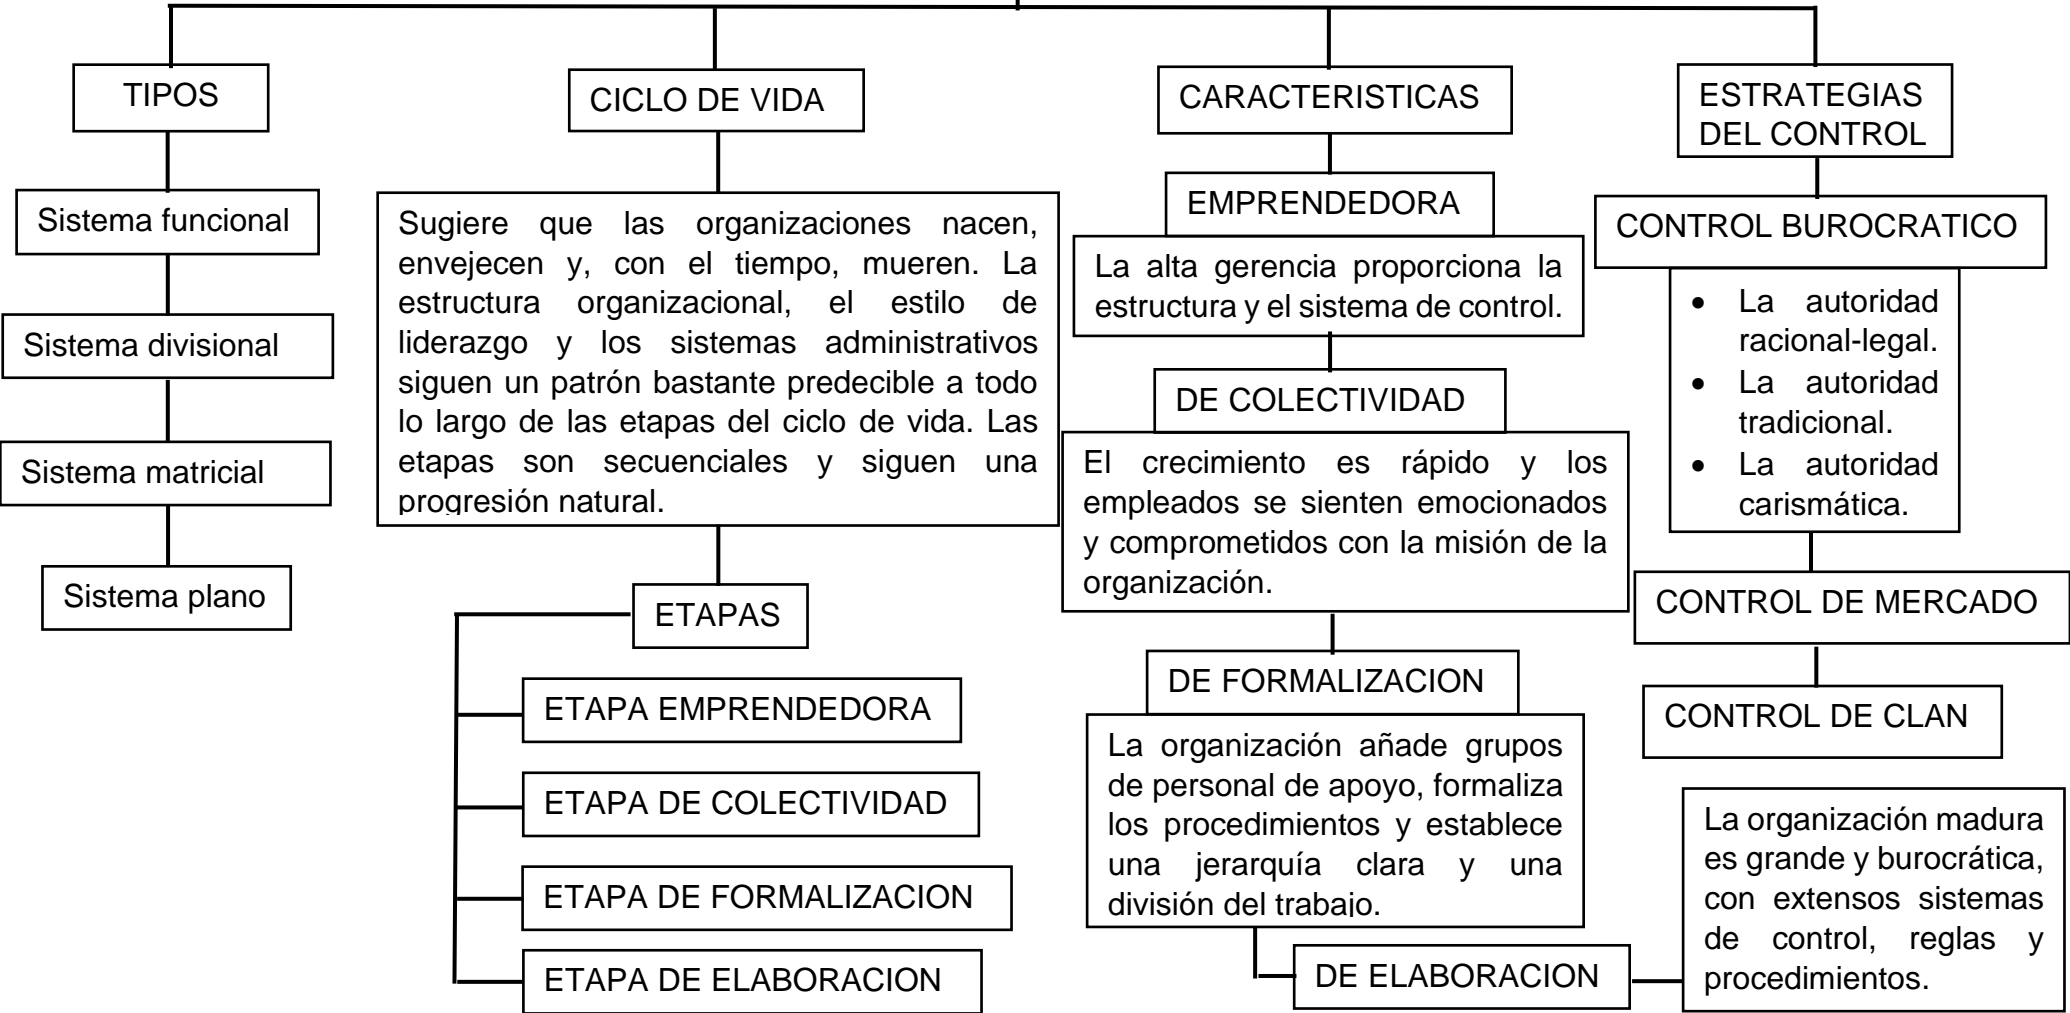 TIPOS
Sistema funcional
Sistema divisional
Sistema matricial
Sistema plano
CICLO DE VIDA
Sugiere que las organizaciones nacen,
envejecen y, con el tiempo, mueren. La
estructura organizacional, el estilo de
liderazgo y los sistemas administrativos
siguen un patrón bastante predecible a todo
lo largo de las etapas del ciclo de vida. Las
etapas son secuenciales y siguen una
progresión natural.
ETAPAS
ETAPA EMPRENDEDORA
ETAPA DE COLECTIVIDAD
ETAPA DE FORMALIZACION
ETAPA DE ELABORACION
CARACTERISTICAS
EMPRENDEDORA
La alta gerencia proporciona la
estructura y el sistema de control.
DE COLECTIVIDAD
El crecimiento es rápido y los
empleados se sienten emocionados
y comprometidos con la misión de la
organización.
DE FORMALIZACION
La organización añade grupos
de personal de apoyo, formaliza
los procedimientos y establece
una jerarquía clara y una
división del trabajo.
DE ELABORACION
La organización madura
es grande y burocrática,
con extensos sistemas
de control, reglas y
procedimientos.
ESTRATEGIAS
DEL CONTROL
CONTROL BUROCRATICO
• La autoridad
racional-legal.
• La autoridad
tradicional.
• La autoridad
carismática.
CONTROL DE MERCADO
CONTROL DE CLAN